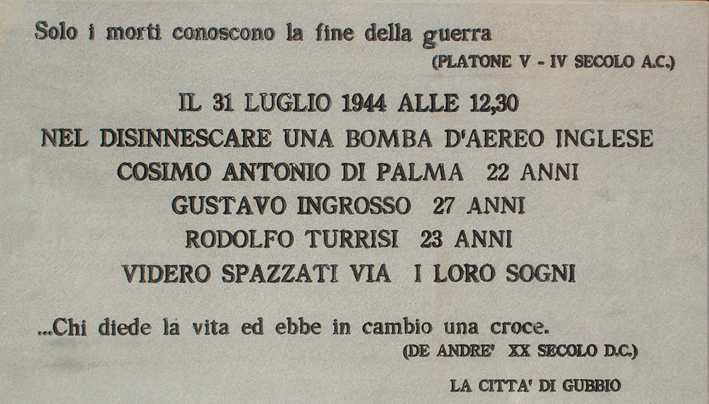 Solo i morti conoscono la fine della guerra
(PLATONE V - IV SECOLO A.C.)
IL 31 LUGLIO 1944 ALLE 12,30
NEL DISINNESCARE UNA BOMBA D'AEREO INGLESE
COSIMO ANTONIO DI PALMA 22 ANNI
GUSTAVO INGROSSO 27 ANNI
RODOLFO TURRISI 23 ANNI
VIDERO SPAZZATI VIA I LORO SOGNI
...Chi diede la vita ed ebbe in cambio una croce.
(DE ANDRE' XX SECOLO D.C.)
LA CITTA' DI GUBBIO